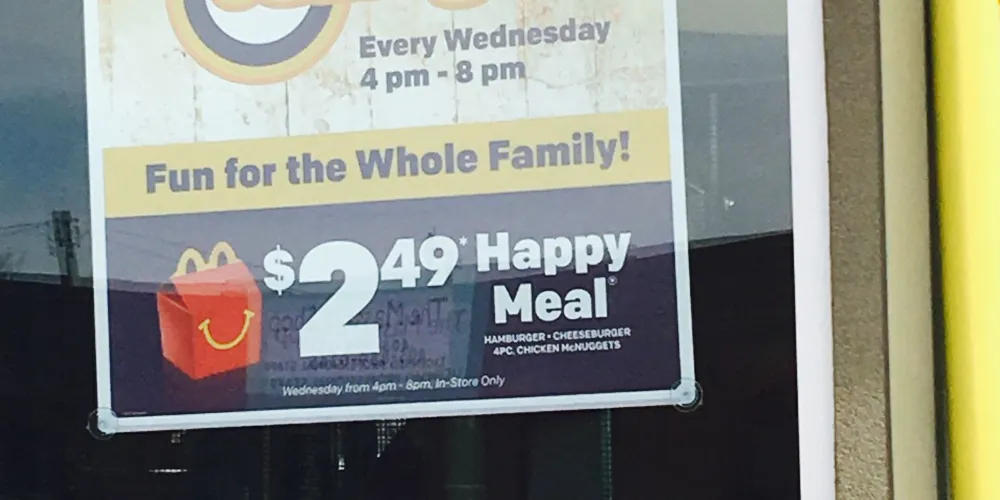 Every Wednesday
4 pm - 8 pm
Fun for the Whole Family!
$2 49* Happy
Meal®
HAMBURGER • CHEESEBURGER
4PC. CHICKEN McNUGGETS
Wednesday from 4pm - 8pm, In-Store Only